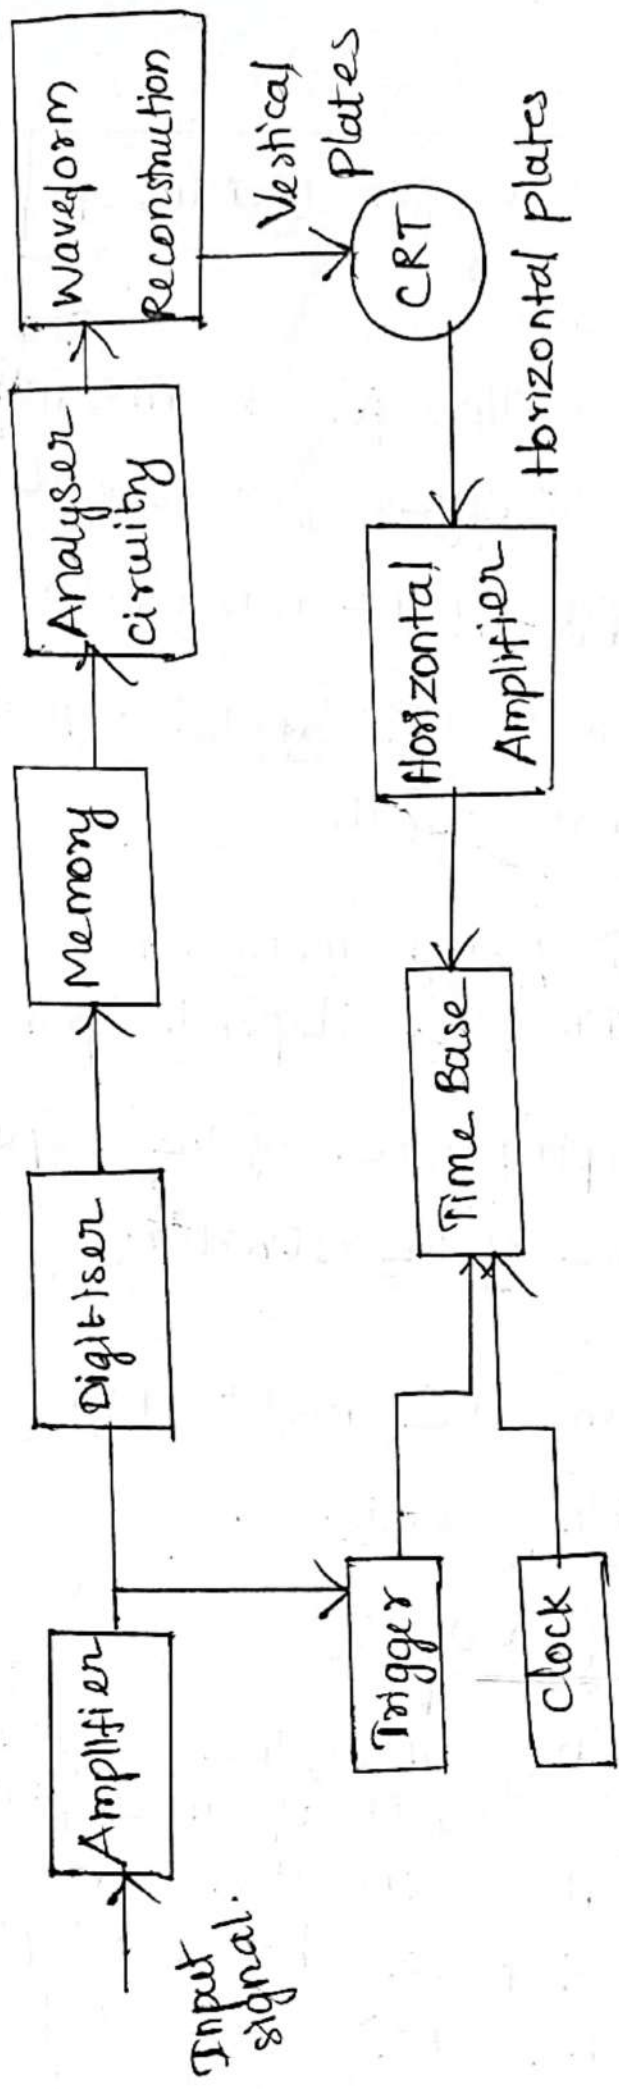 Input
signal.
Amplifier
Digitiser
Memory
Analyser
circuitry
Waveform
Reconstruction
Vertical
Plates
CRT
Horizontal plates
Horizontal
Amplifier
Time Base
Trigger
Clock